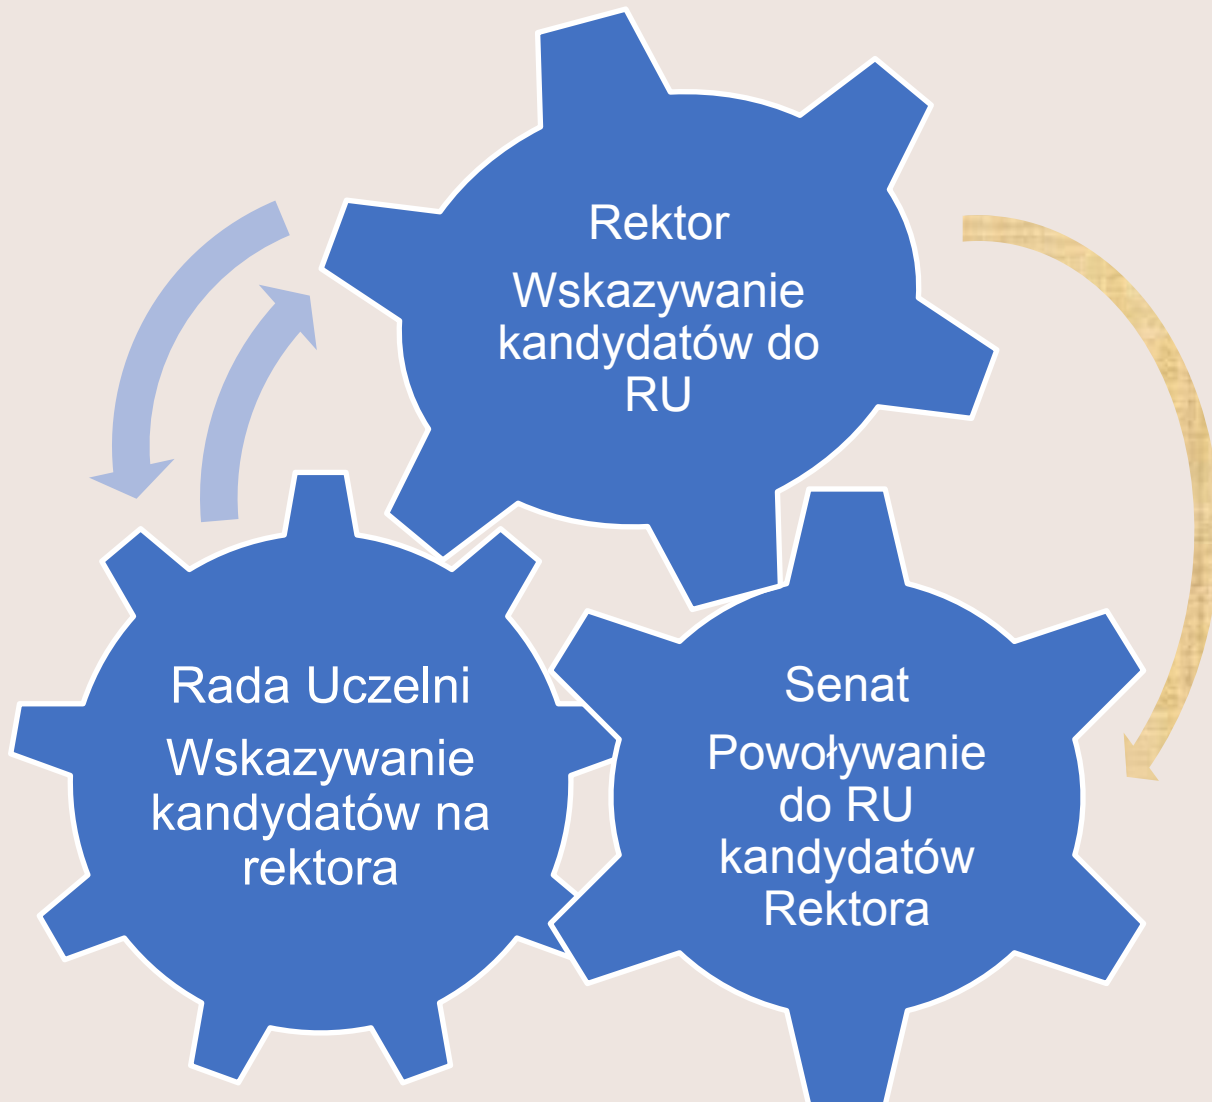 Rektor
Wskazywanie
kandydatów do
RU
Rada Uczelni
Wskazywanie
kandydatów na
rektora
Senat
Powoływanie
do RU
kandydatów
Rektora